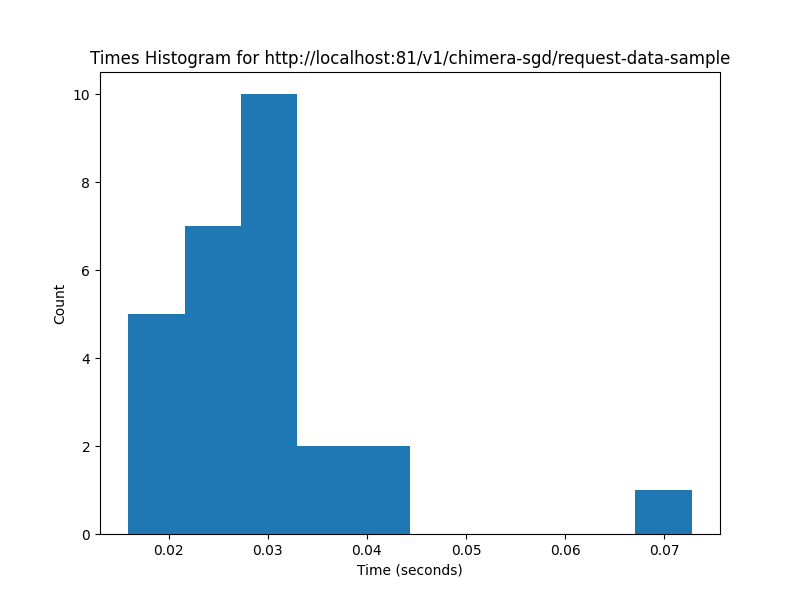 Times Histogram for http://localhost:81/v1/chimera-sgd/request-data-sample
10
8
6
4
2
0
Count
0.02 0.03 0.04 0.05 0.06 0.07
Time (seconds)